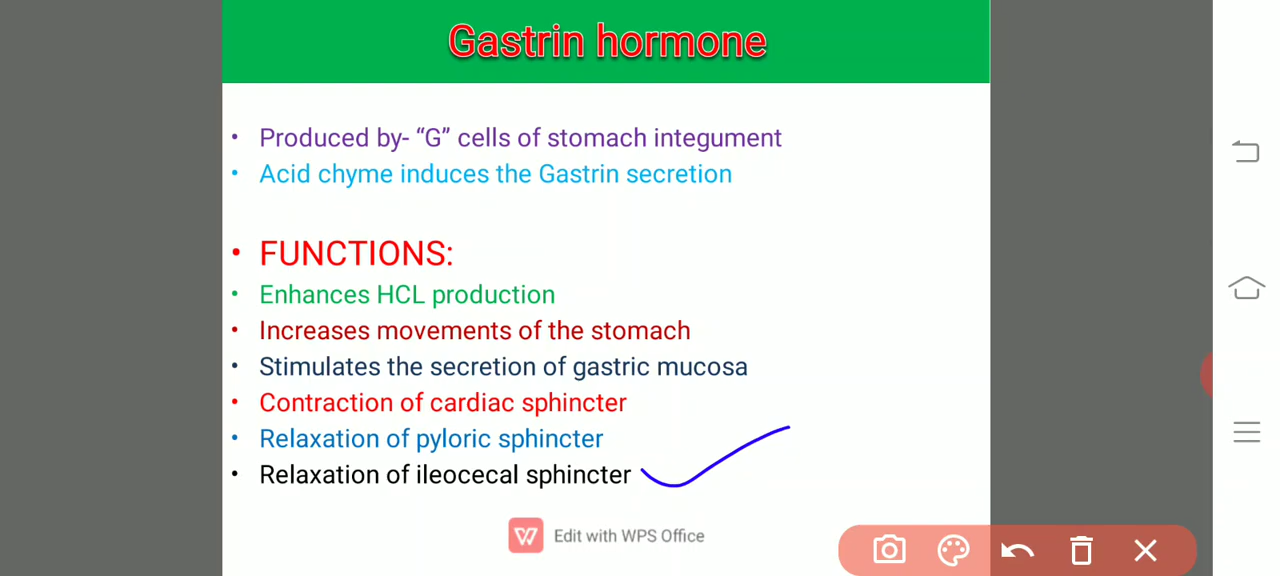 Gastrin hormone
• Produced by- “G” cells of stomach integument
• Acid chyme induces the Gastrin secretion
• FUNCTIONS:
• Enhances HCL production
• Increases movements of the stomach
• Stimulates the secretion of gastric mucosa
• Contraction of cardiac sphincter
• Relaxation of pyloric sphincter
• Relaxation of ileocecal sphincter
Edit with WPS Office